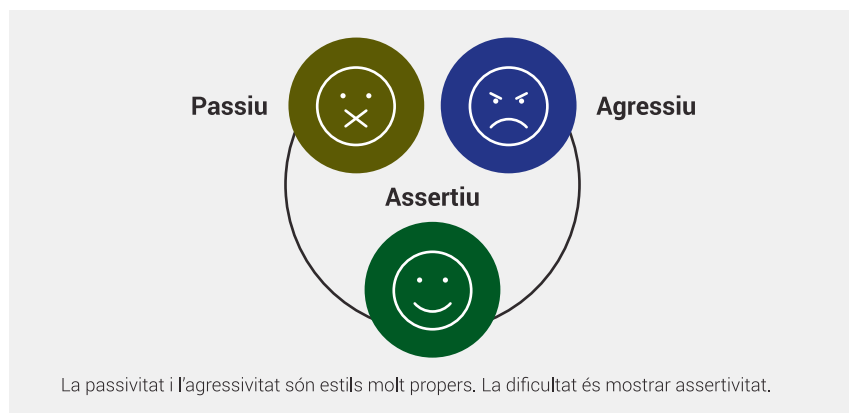 Passiu
Agressiu
Assertiu
La passivitat i l'agressivitat són estils molt propers. La dificultat és mostrar assertivitat.